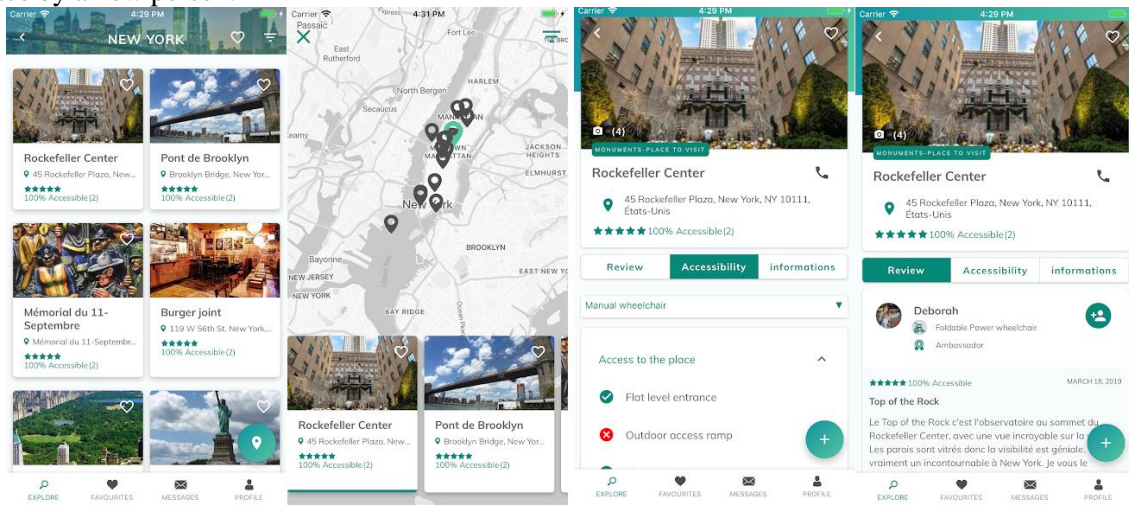 Carrier 4:29 PM
NEW YORK
Rockefeller Center
45 Rockefeller Plaza, New...
100% Accessible(2)
Pont de Brooklyn
Brooklyn Bridge, New Yor...
100% Accessible(2)
Mémorial du 11-
Septembre
Mémorial du 11-Septembr...
100% Accessible(2)
Burger joint
119 W 56th St, New York,...
100% Accessible(2)
EXPLORE FAVOURITES MESSAGES PROFILE
Carrier 4:31 PM
Passaic
Fort Lee
East
Rutherford
HARLEM
North Bergen
Secaucus
MANHATTAN
JACKSON
HEIGHTS
ELMHURST
New York
BROOKLYN
Bayonne
EAST NEW YO
NEW JERSEY
NEW YORK
BAY RIDGE
Rockefeller Center
45 Rockefeller Plaza, New...
100% Accessible(2)
Pont de Brooklyn
Brooklyn Bridge, New Yor...
100% Accessible(2)
Carrier 4:29 PM
(4)
MONUMENTS-PLACE TO VISIT
Rockefeller Center
45 Rockefeller Plaza, New York, NY 10111,
États-Unis
100% Accessible(2)
Review Accessibility informations
Manual wheelchair
Access to the place
Flat level entrance
Outdoor access ramp
EXPLORE FAVOURITES MESSAGES PROFILE
Carrier 4:29 PM
(4)
MONUMENTS-PLACE TO VISIT
Rockefeller Center
45 Rockefeller Plaza, New York, NY 10111,
États-Unis
100% Accessible(2)
Review Accessibility informations
Deborah
Foldable Power wheelchair
Ambassador
100% Accessible MARCH 18, 2019
Top of the Rock
Le Top of the Rock c'est l'observatoire au sommet du
Rockefeller Center, avec une vue incroyable sur la
Les parois sont vitrés donc la visibilité est géniale.
vraiment un incontournable à New York. Je vous le
EXPLORE FAVOURITES MESSAGES PROFILE